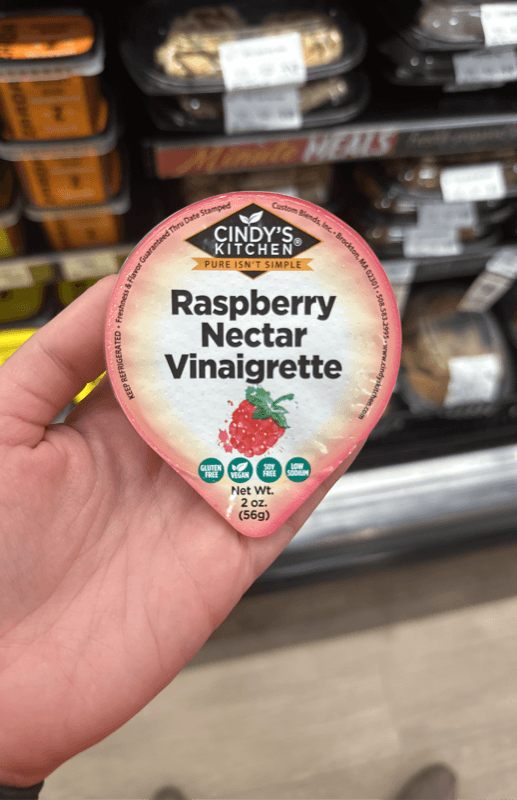 Minute MEALS
KEEP REFRIGERATED • Freshness & Flavor Guaranteed Thru Date Stamped
Custom Blends, Inc. • Brockton, MA 02301 • 508.583.2995 • www.cindyskitchen.com
CINDY'S
KITCHEN®
PURE ISN'T SIMPLE
Raspberry
Nectar
Vinaigrette
GLUTEN
FREE
VEGAN
SOY
FREE
LOW
SODIUM
Net Wt.
2 oz.
(56g)